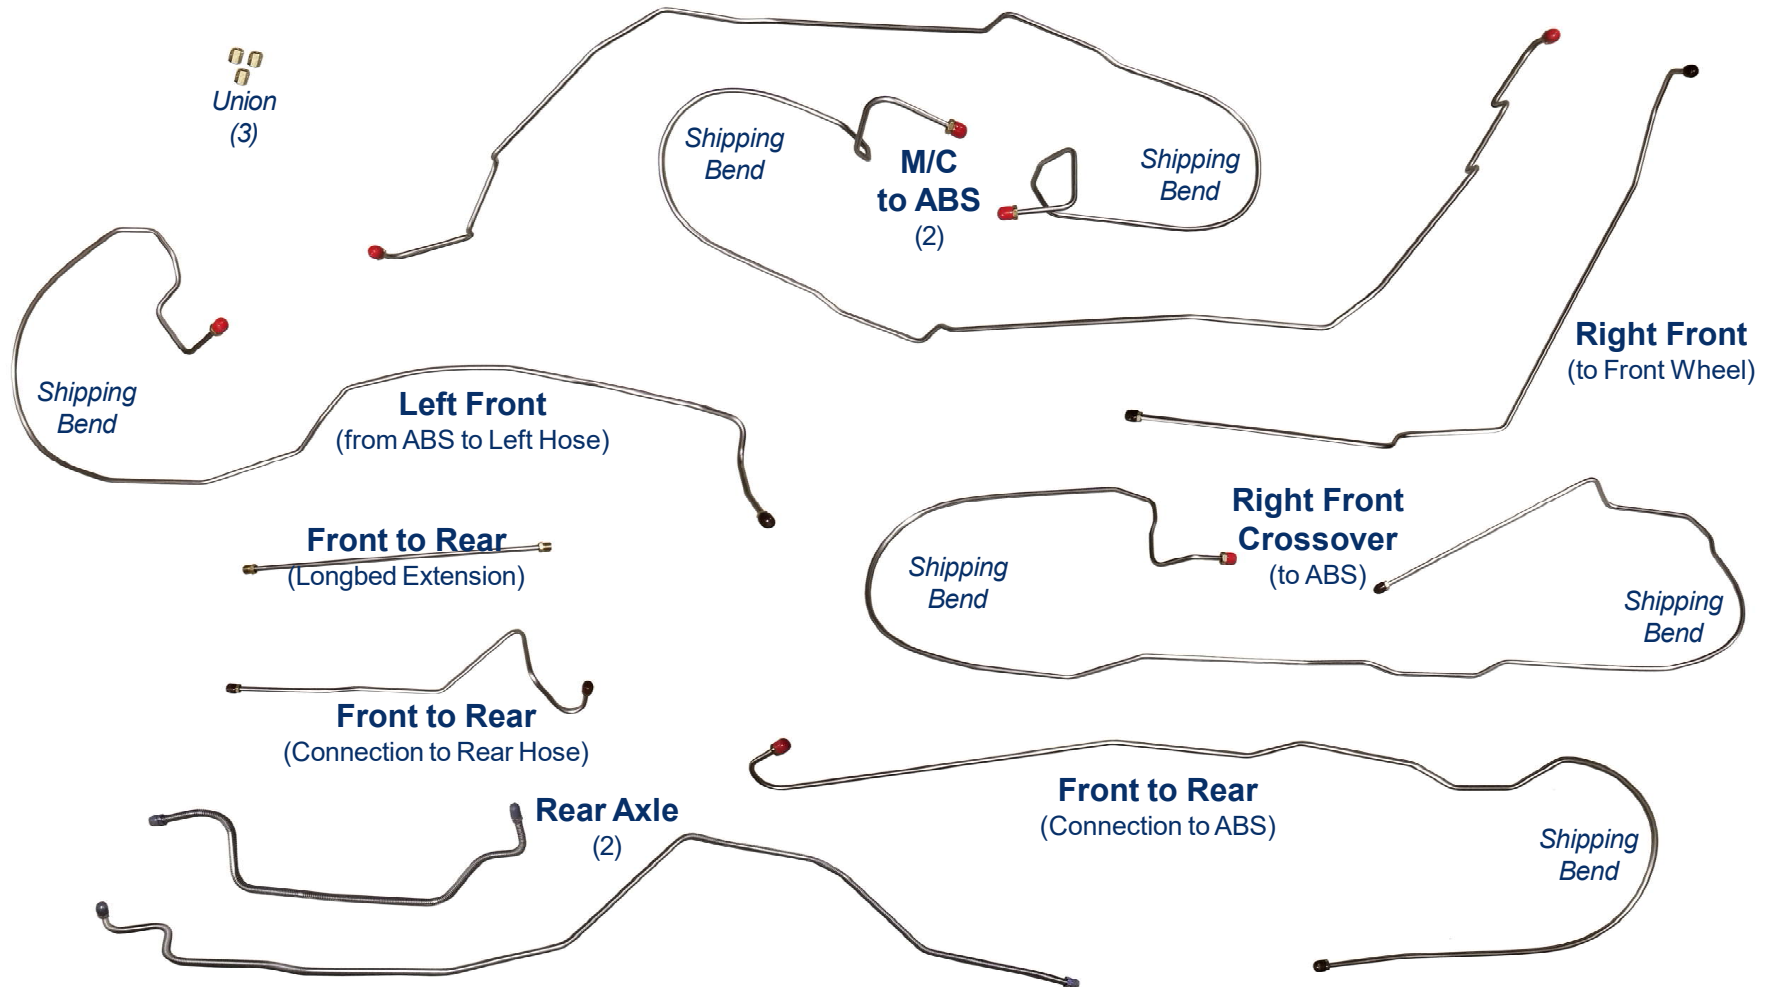 Union
(3)
Shipping
Bend
M/C
to ABS
(2)
Shipping
Bend
Right Front
(to Front Wheel)
Shipping
Bend
Left Front
(from ABS to Left Hose)
Front to Rear
(Longbed Extension)
Shipping
Bend
Right Front
Crossover
(to ABS)
Shipping
Bend
Front to Rear
(Connection to Rear Hose)
Rear Axle
(2)
Front to Rear
(Connection to ABS)
Shipping
Bend